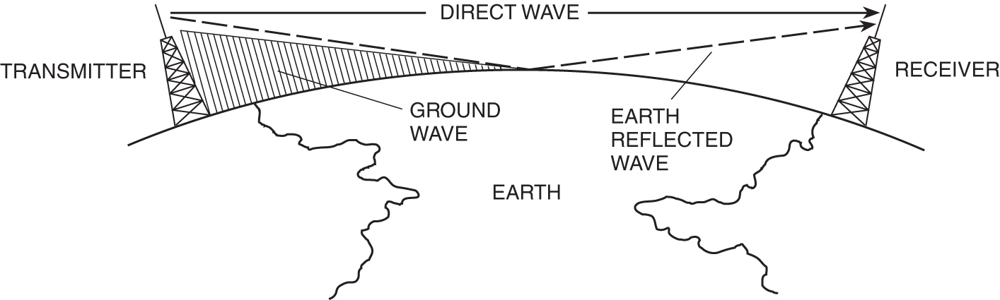 DIRECT WAVE
TRANSMITTER
RECEIVER
GROUND
WAVE
EARTH
REFLECTED
WAVE
EARTH